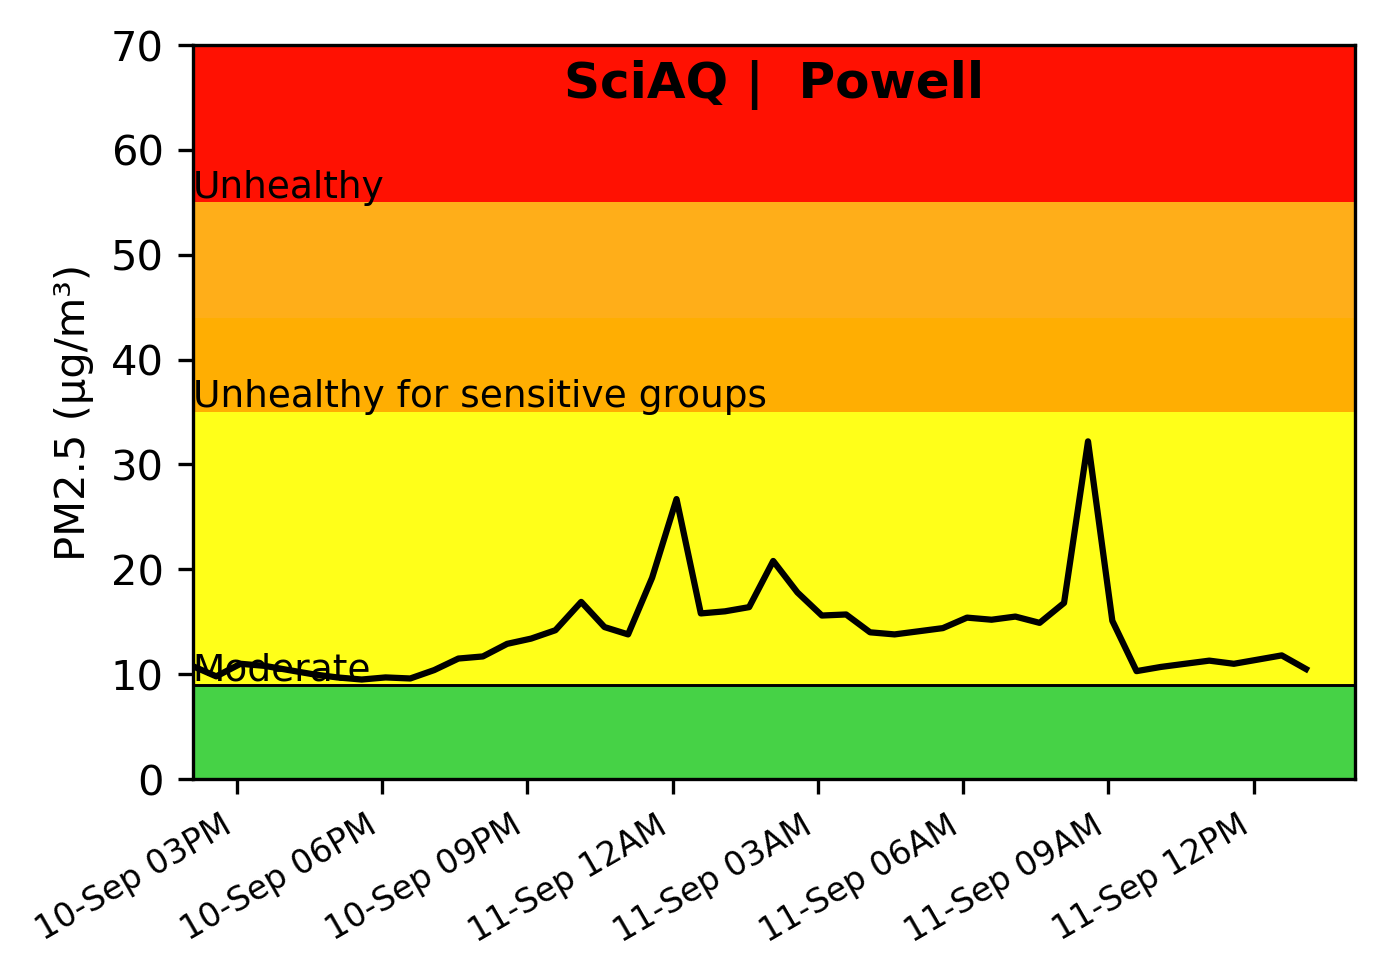 SciAQ |  Powell
PM2.5 (µg/m³)
70
60
Unhealthy
50
40
Unhealthy for sensitive groups
30
20
10
Moderate
0
10-Sep 03PM
10-Sep 06PM
10-Sep 09PM
11-Sep 12AM
11-Sep 03AM
11-Sep 06AM
11-Sep 09AM
11-Sep 12PM